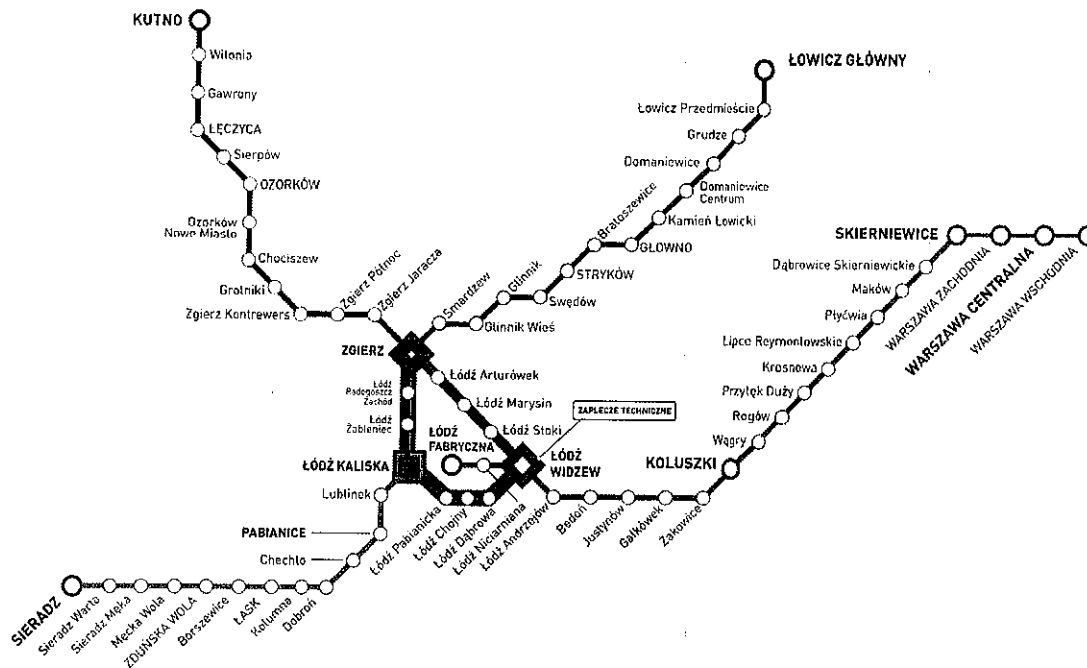 KUTNO
Witonia
Gawrony
ŁĘCZYCA
Sierpów
OZORKÓW
Ozorków
Nowe Miasto
Chociszew
Grotniki
Zgierz Kontrewers
Zgierz Północ
Zgierz Jaracza
ZGIERZ
Smardzew
Glinnik Wieś
Glinnik
Swędów
STRYKÓW
Bratoszewice
GŁOWNO
Kamień Łowicki
Domaniewice
Centrum
Domaniewice
Grudze
Łowicz Przedmieście
ŁOWICZ GŁÓWNY
Łódź
Radogoszcz
Zachód
Łódź
Żabieniec
ŁÓDŹ KALISKA
Łódź Arturówek
Łódź Marysin
Łódź Stoki
ZAPLECZE TECHNICZNE
ŁÓDŹ
FABRYCZNA
ŁÓDŹ
WIDZEW
Lublinek
PABIANICE
Chechło
Dobroń
Kolumna
ŁASK
Borszewice
ZDUŃSKA WOLA
Męcka Wola
Sieradz Męka
Sieradz Warta
SIERADZ
Łódź Pabianicka
Łódź Chojny
Łódź Dąbrowa
Łódź Niciarniana
Łódź Andrzejów
Bedoń
Justynów
Gałkówek
Żakowice
KOLUSZKI
Wągry
Rogów
Przyłęk Duży
Krosnowa
Lipce Reymontowskie
Płyćwia
Maków
Dąbrowice Skierniewickie
SKIERNIEWICE
WARSZAWA ZACHODNIA
WARSZAWA CENTRALNA
WARSZAWA WSCHODNIA